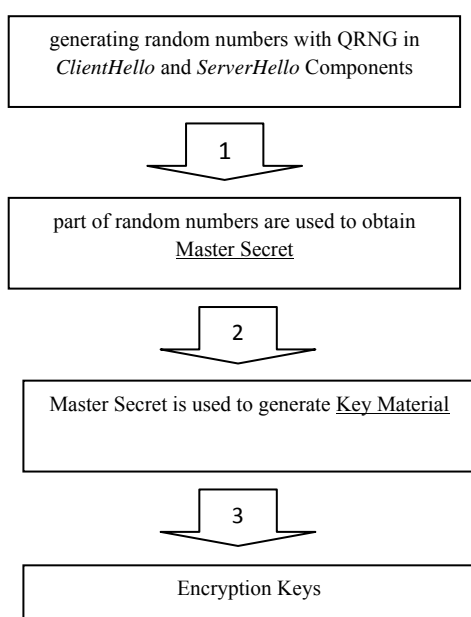 generating random numbers with QRNG in
ClientHello and ServerHello Components
1
part of random numbers are used to obtain
Master Secret
2
Master Secret is used to generate Key Material
3
Encryption Keys